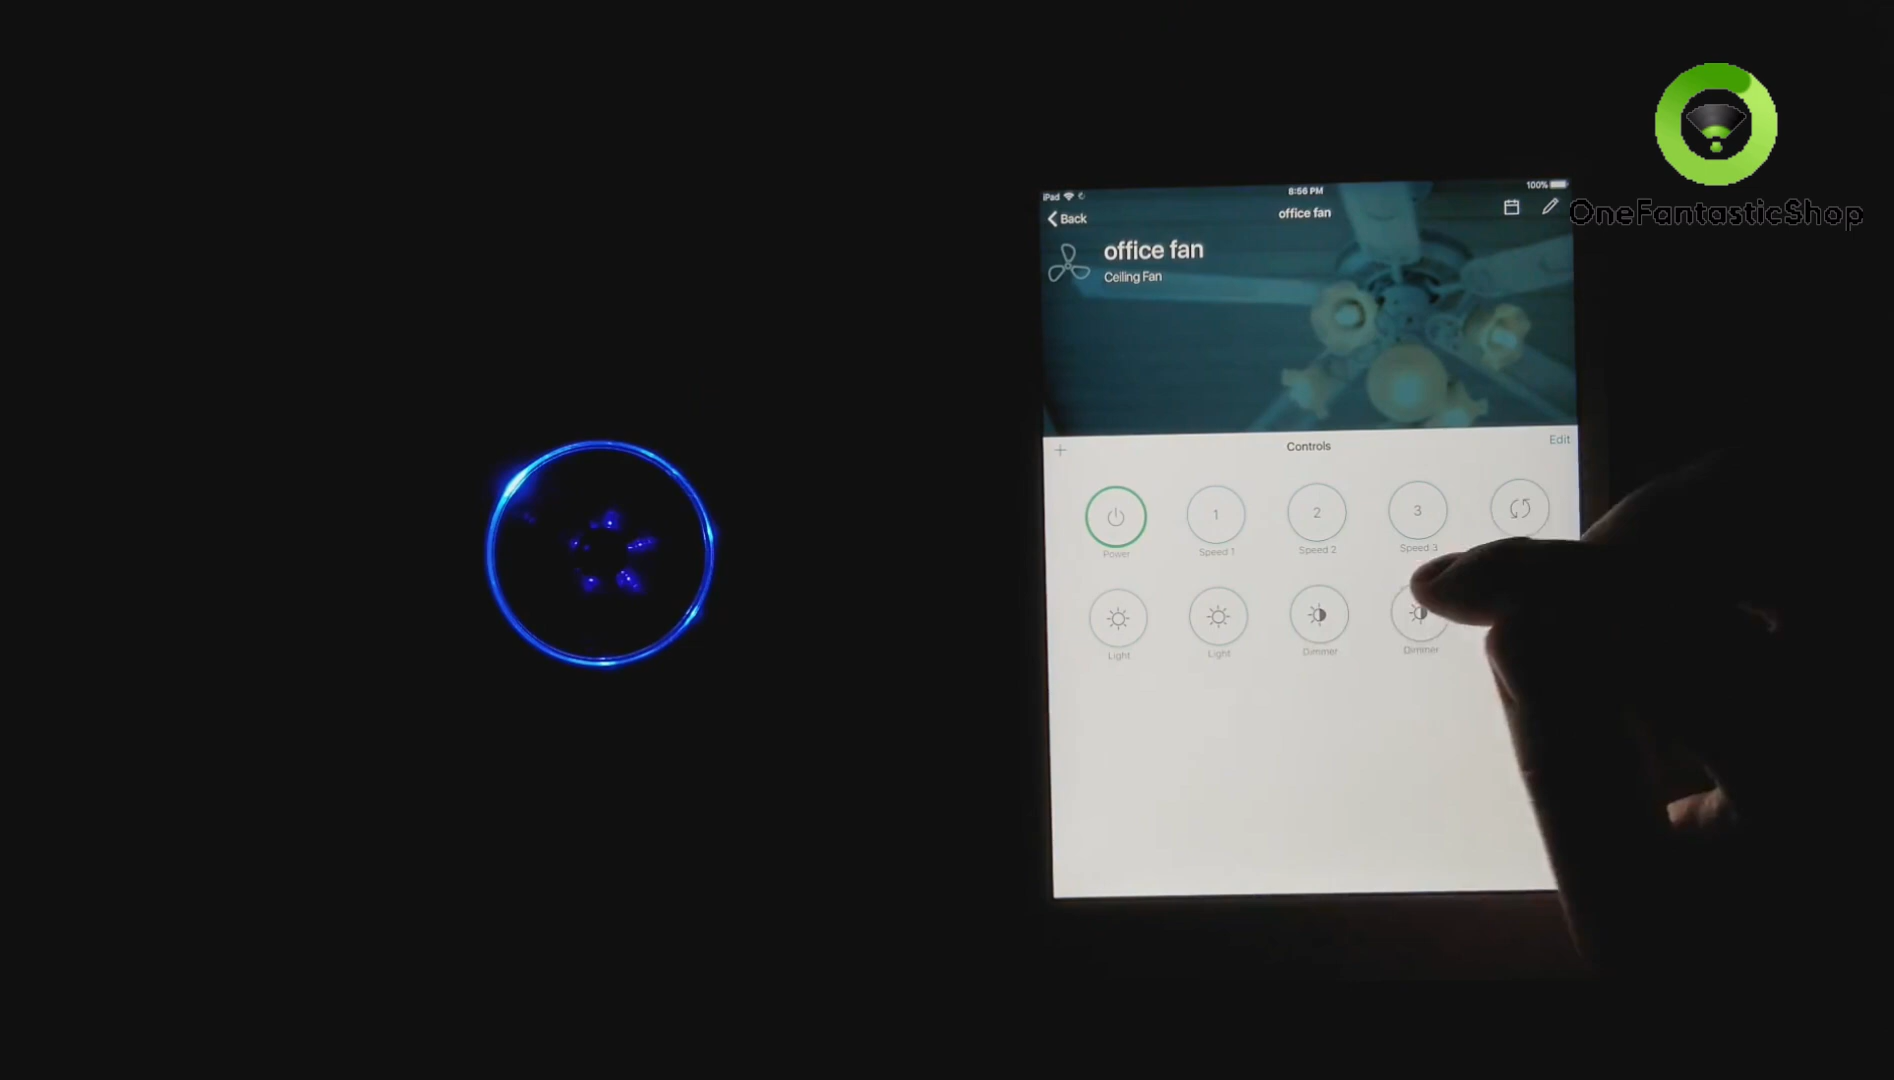 iPad
8:56 PM
100%
Back
office fan
office fan
Ceiling Fan
OneFantasticShop
Controls
Edit
1
2
3
Power
Speed 1
Speed 2
Speed 3
Light
Light
Dimmer
Dimmer